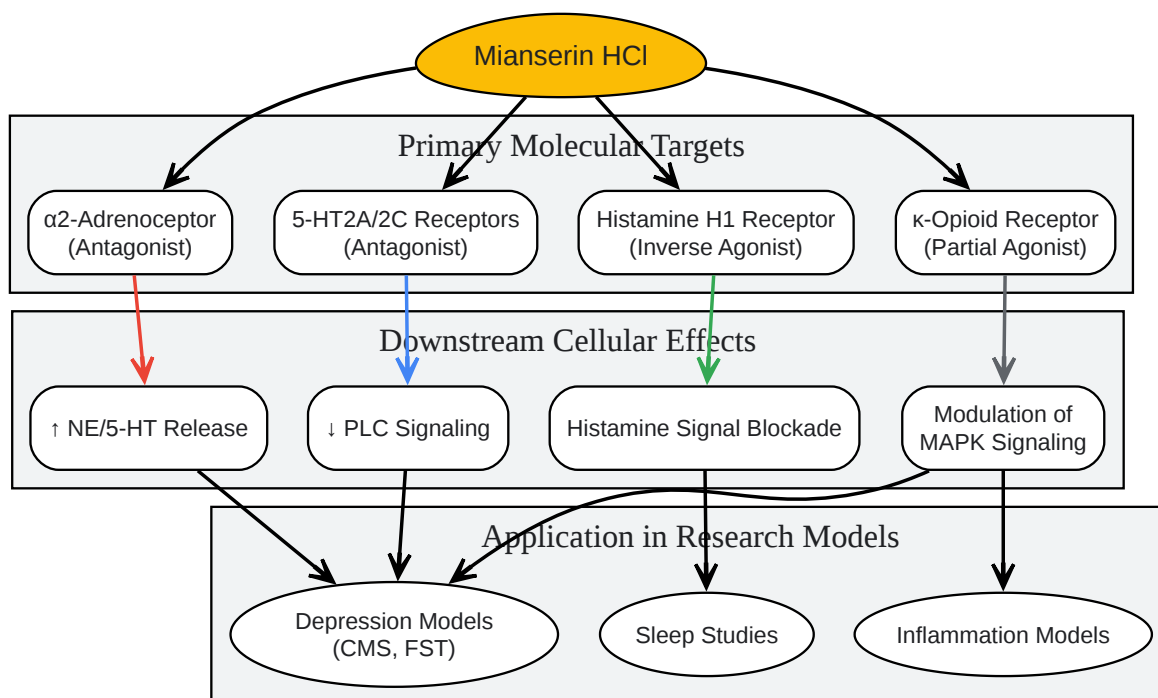 Mianserin HCl
Primary Molecular Targets
α2-Adrenoceptor
(Antagonist)
5-HT2A/2C Receptors
(Antagonist)
Histamine H1 Receptor
(Inverse Agonist)
κ-Opioid Receptor
(Partial Agonist)
Downstream Cellular Effects
↑ NE/5-HT Release
↓ PLC Signaling
Histamine Signal Blockade
Modulation of
MAPK Signaling
Application in Research Models
Depression Models
(CMS, FST)
Sleep Studies
Inflammation Models